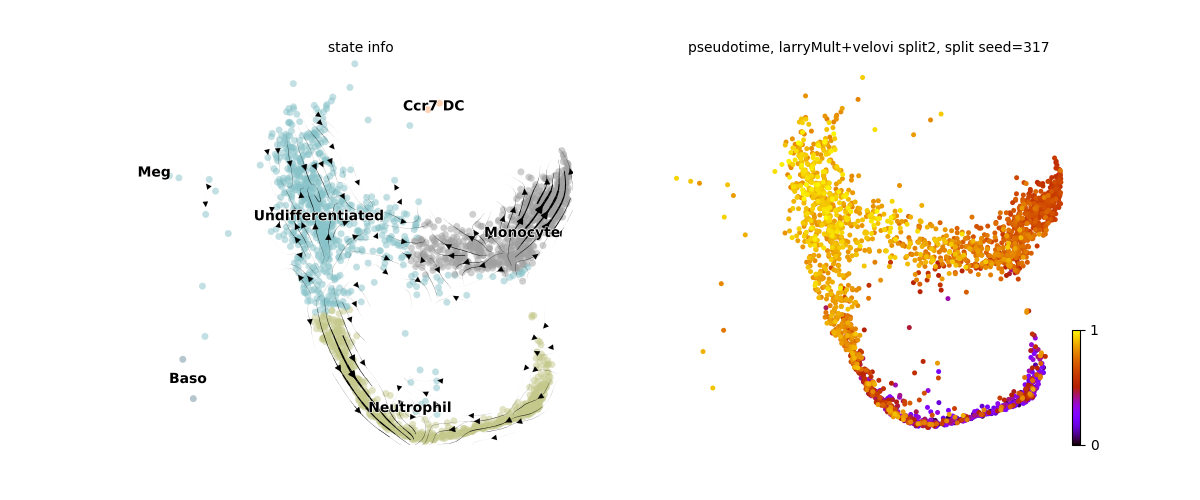 state info
pseudotime, larryMult+velovi split2, split seed=317
Ccr7 DC
Meg
Undifferentiated
Monocyte
Baso
Neutrophil
1
0